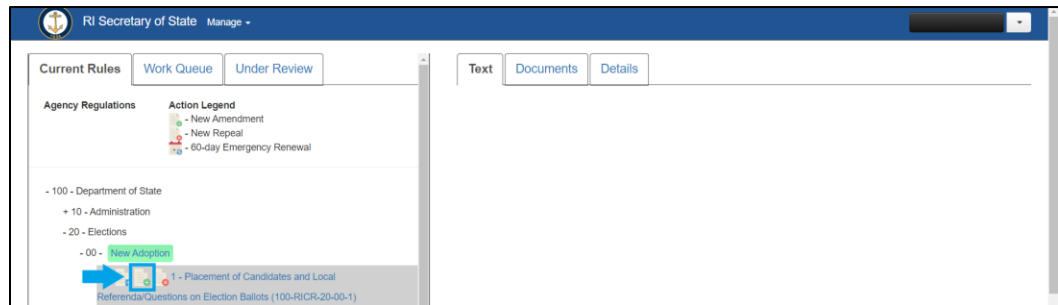 RI Secretary of State Manage
Current Rules Work Queue Under Review
Text Documents Details
Agency Regulations Action Legend
- New Amendment
- New Repeal
- 60-day Emergency Renewal
- 100 - Department of State
+ 10 - Administration
- 20 - Elections
- 00 - New Adoption
1 - Placement of Candidates and Local
Referenda/Questions on Election Ballots (100-RICR-20-00-1)